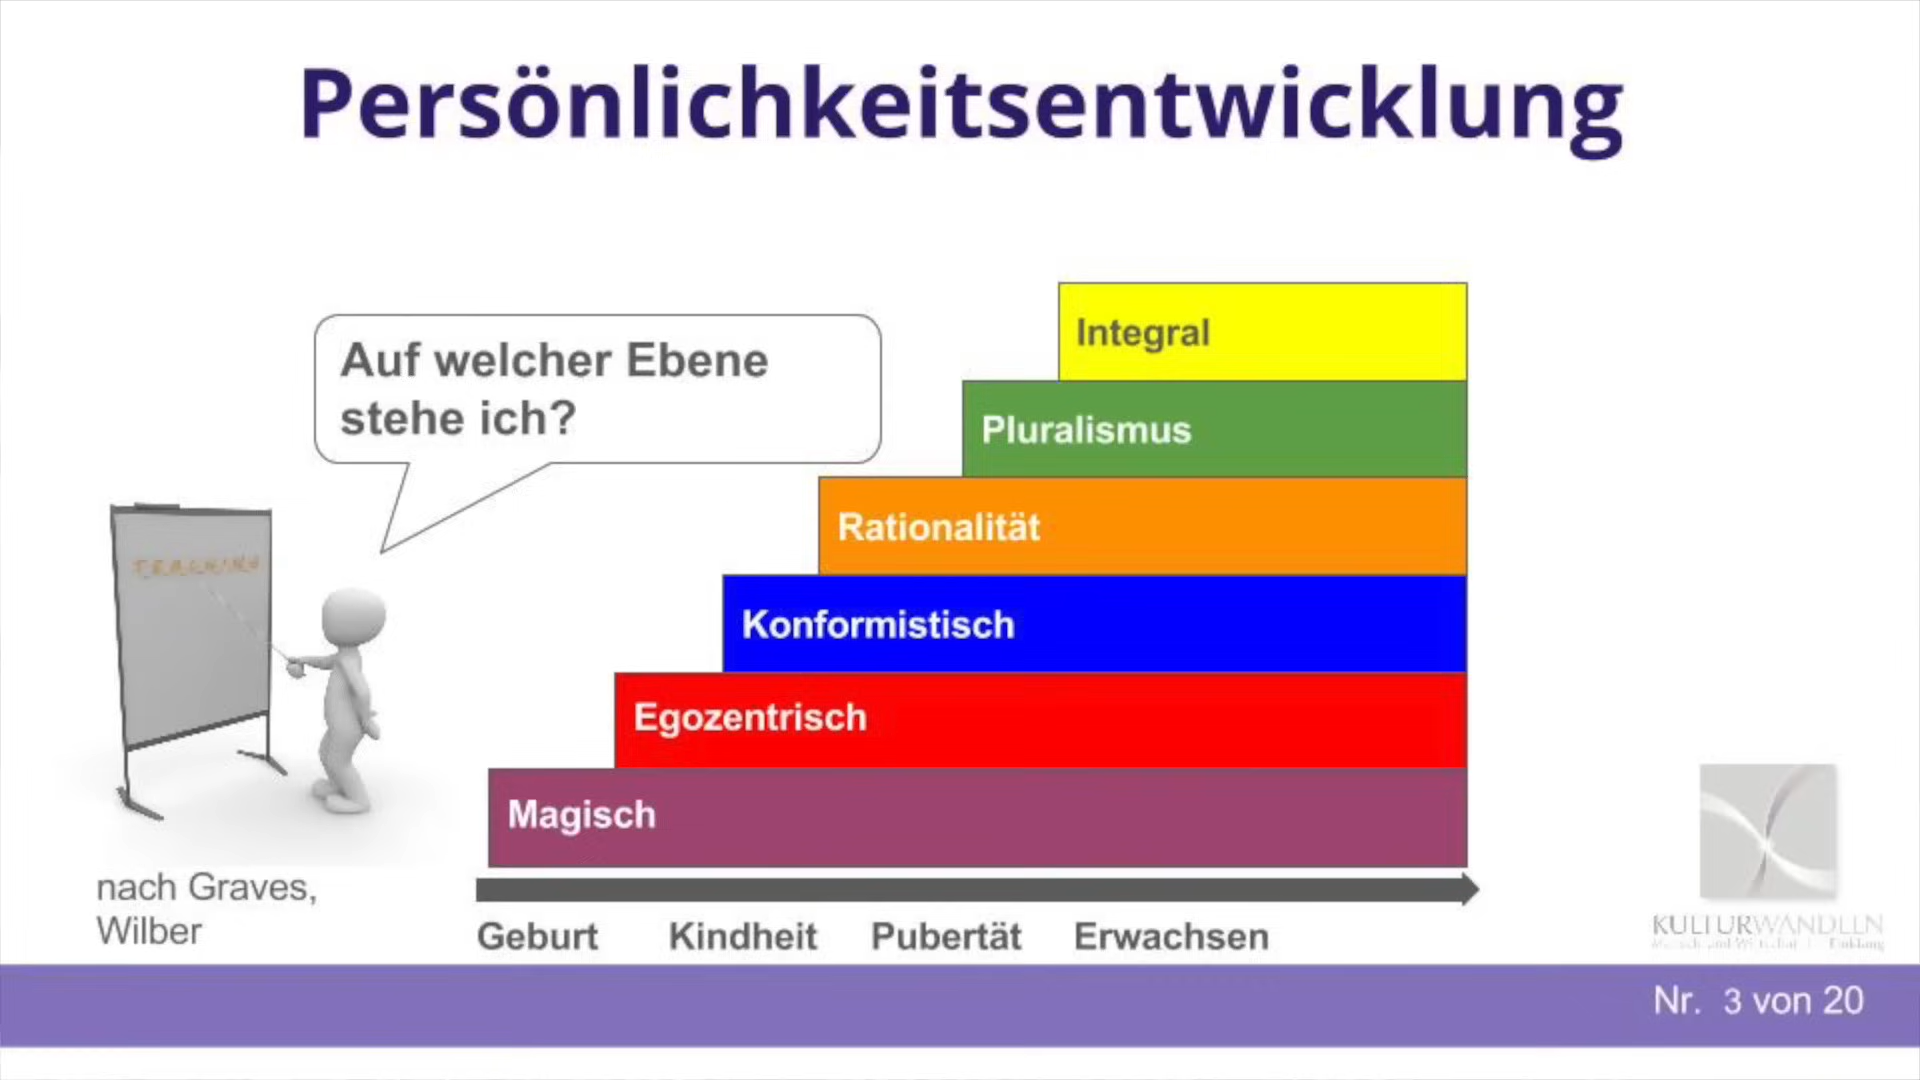 Persönlichkeitsentwicklung
Auf welcher Ebene
stehe ich?
Integral
Pluralismus
Rationalität
Konformistisch
Egozentrisch
Magisch
nach Graves,
Wilber
Geburt Kindheit Pubertät Erwachsen
KULTURWANDELN
Nr. 3 von 20